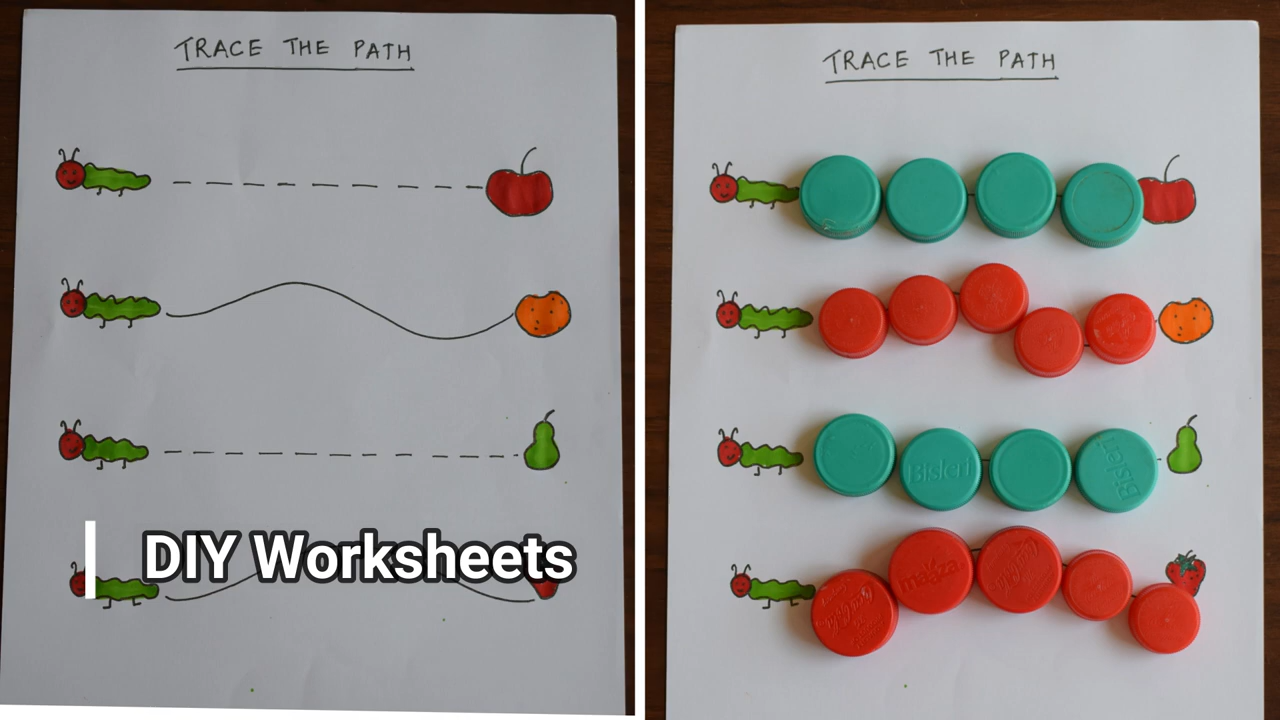 TRACE THE PATH
DIY Worksheets
TRACE THE PATH
Bisleri
Bisleri
maaza